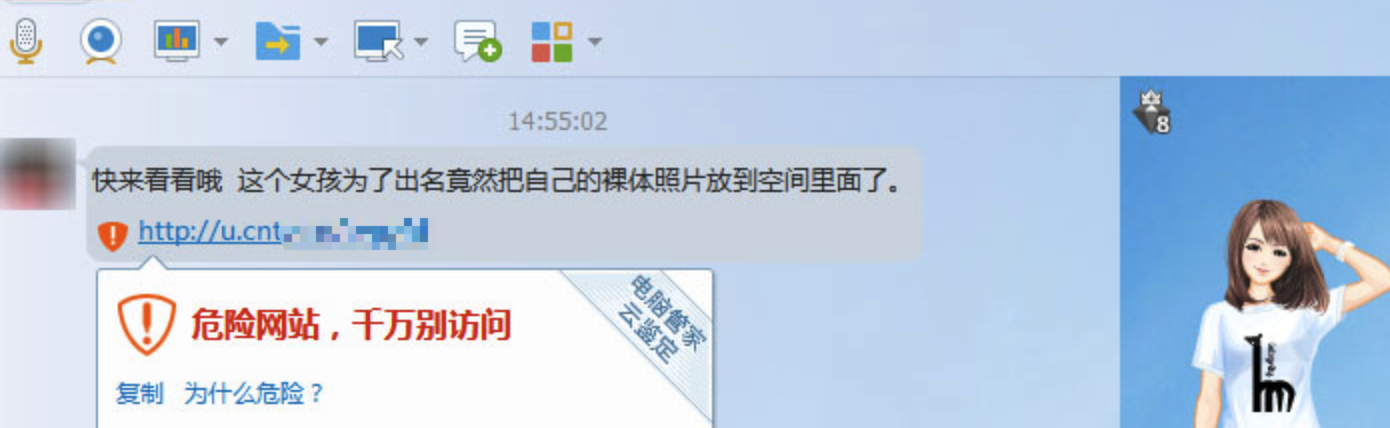 14:55:02
快来看看哦 这个女孩为了出名竟然把自己的裸体照片放到空间里面了。
http://u.cnt
危险网站，千万别访问
电脑管家
云鉴定
复制 为什么危险？
8